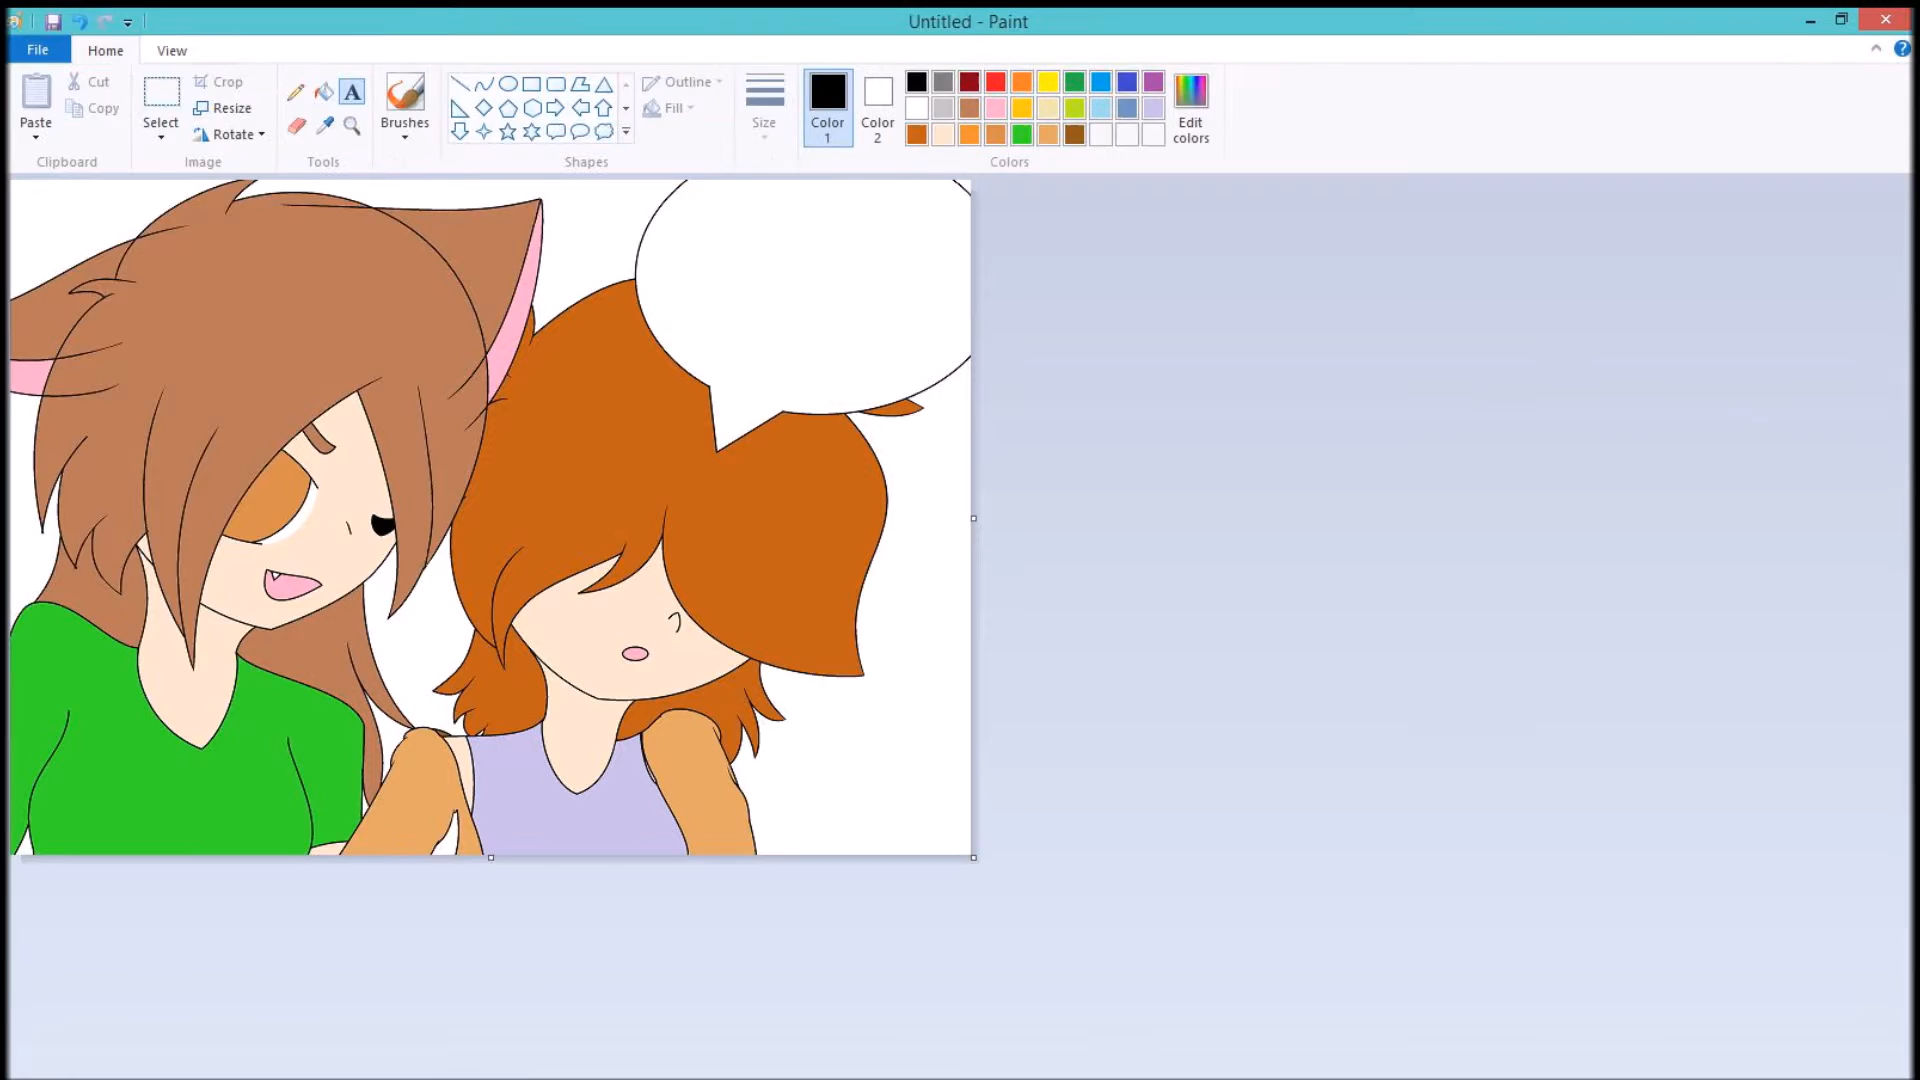 Untitled - Paint
File
Home
View
Paste
Cut
Copy
Clipboard
Select
Crop
Resize
Rotate
Image
A
Tools
Brushes
Shapes
Outline
Fill
Size
Color
1
Color
2
Edit
colors
Colors